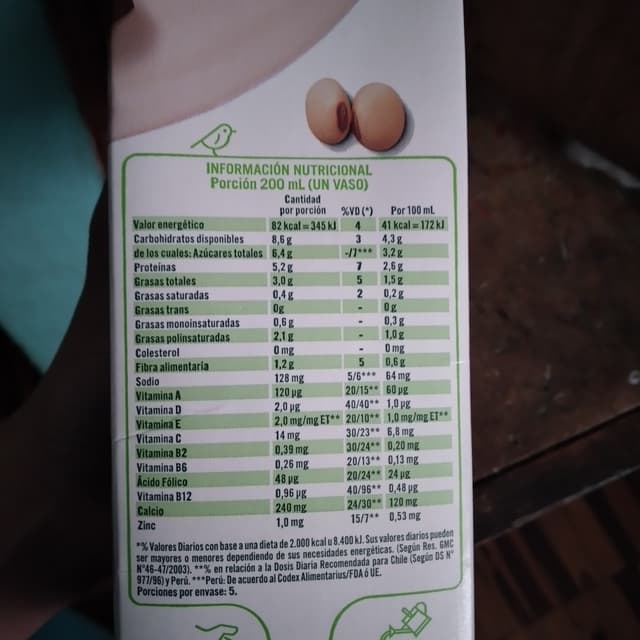 INFORMACIÓN NUTRICIONAL
Porción 200 mL (UN VASO)
Cantidad por porción %VD (*) Por 100 mL
Valor energético 82 kcal = 345 kJ 4 41 kcal = 172 kJ
Carbohidratos disponibles 8,6 g 3 4,3 g
de los cuales: Azúcares totales 6,4 g -/7*** 3,2 g
Proteínas 5,2 g 7 2,6 g
Grasas totales 3,0 g 5 1,5 g
Grasas saturadas 0,4 g 2 0,2 g
Grasas trans 0g - 0g
Grasas monoinsaturadas 0,6 g - 0,3 g
Grasas poliinsaturadas 2,1 g - 1,0 g
Colesterol 0 mg - 0 mg
Fibra alimentaria 1,2 g 5 0,6 g
Sodio 128 mg 5/6*** 64 mg
Vitamina A 120 µg 20/15** 60 µg
Vitamina D 2,0 µg 40/40** 1,0 µg
Vitamina E 2,0 mg/mg ET** 20/10** 1,0 mg/mg ET**
Vitamina C 14 mg 30/23** 6,8 mg
Vitamina B2 0,39 mg 30/24** 0,20 mg
Vitamina B6 0,26 mg 20/13** 0,13 mg
Ácido Fólico 48 µg 20/24** 24 µg
Vitamina B12 0,96 µg 40/96** 0,48 µg
Calcio 240 mg 24/30** 120 mg
Zinc 1,0 mg 15/7** 0,53 mg
*% Valores Diarios con base a una dieta de 2.000 kcal u 8.400 kJ. Sus valores diarios pueden
ser mayores o menores dependiendo de sus necesidades energéticas. (Según Res. GMC
N°46-47/2003). **% en relación a la Dosis Diaria Recomendada para Chile (Según DS N°
977/96) y Perú. ***Perú: De acuerdo al Codex Alimentarius/FDA ó UE.
Porciones por envase: 5.